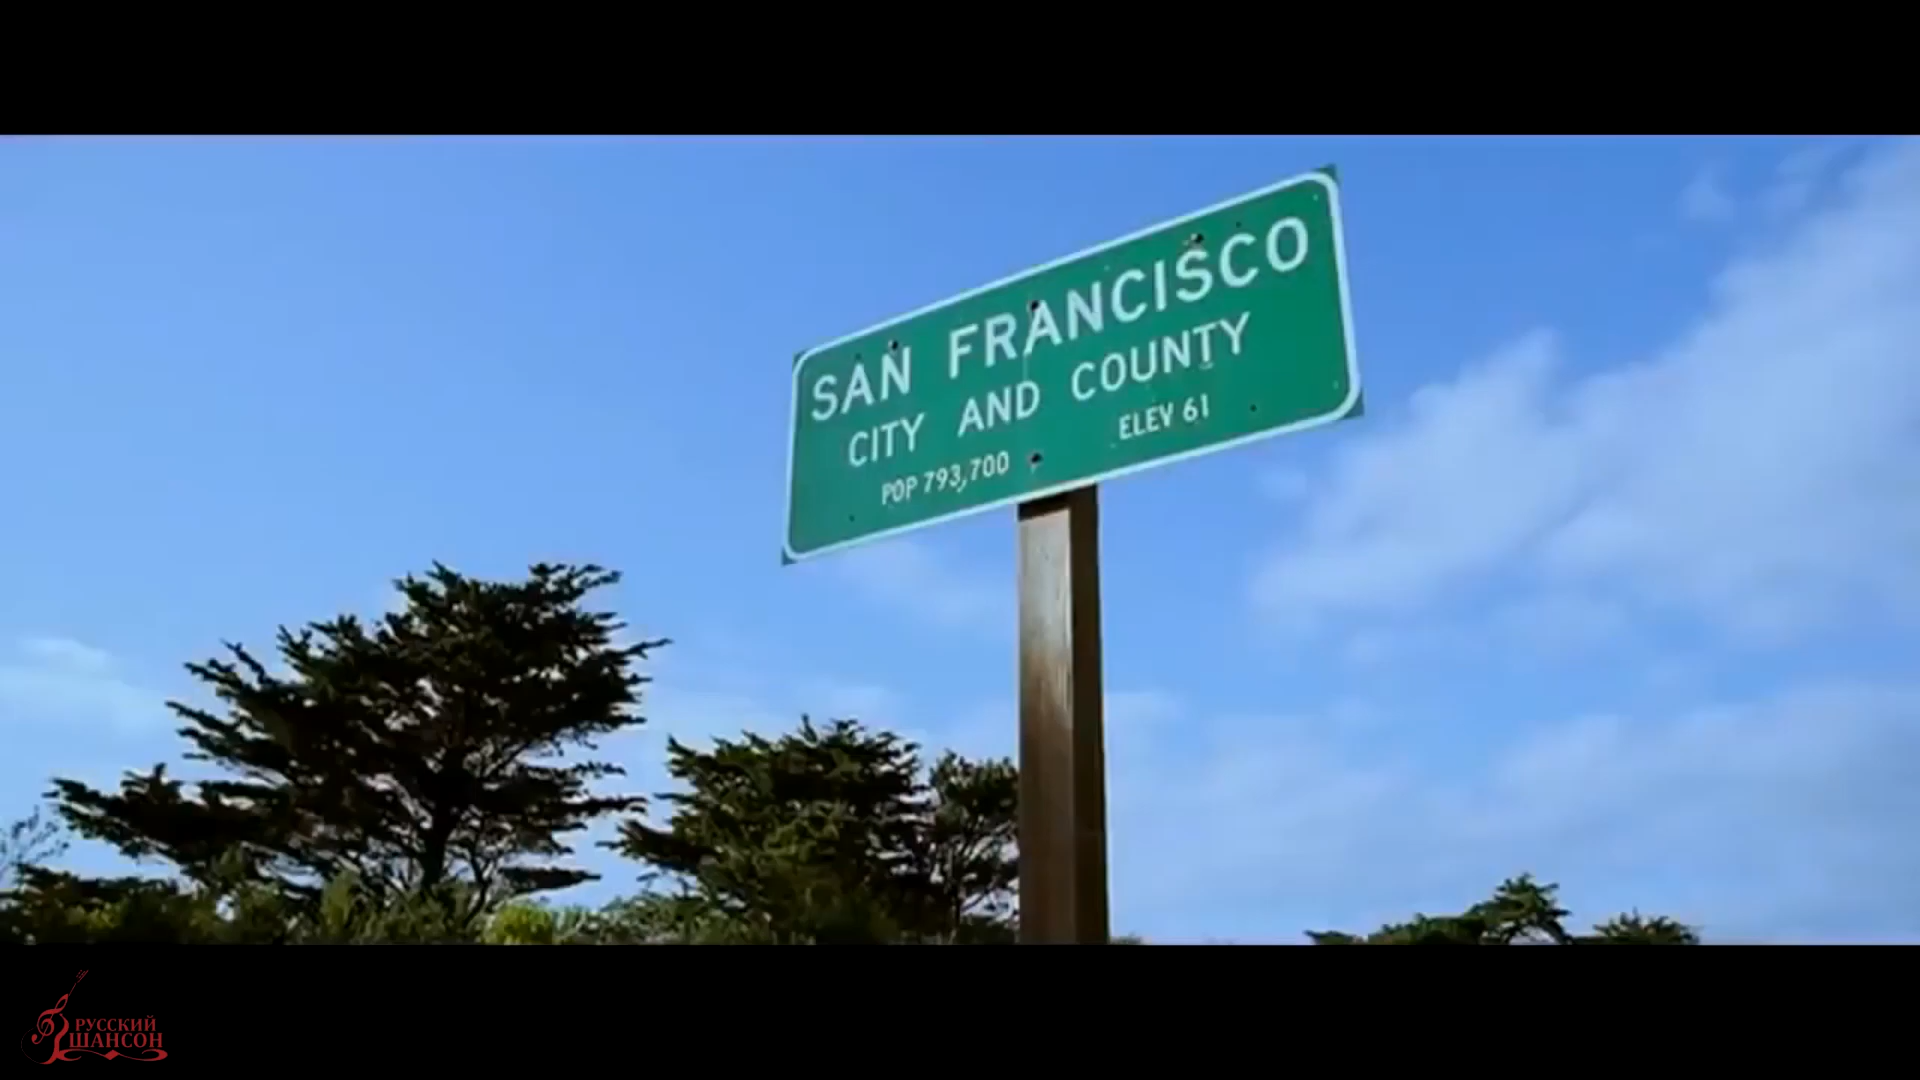 SAN FRANCISCO
CITY AND COUNTY
POP 793,700 ELEV 61
РУССКИЙ
ШАНСОН